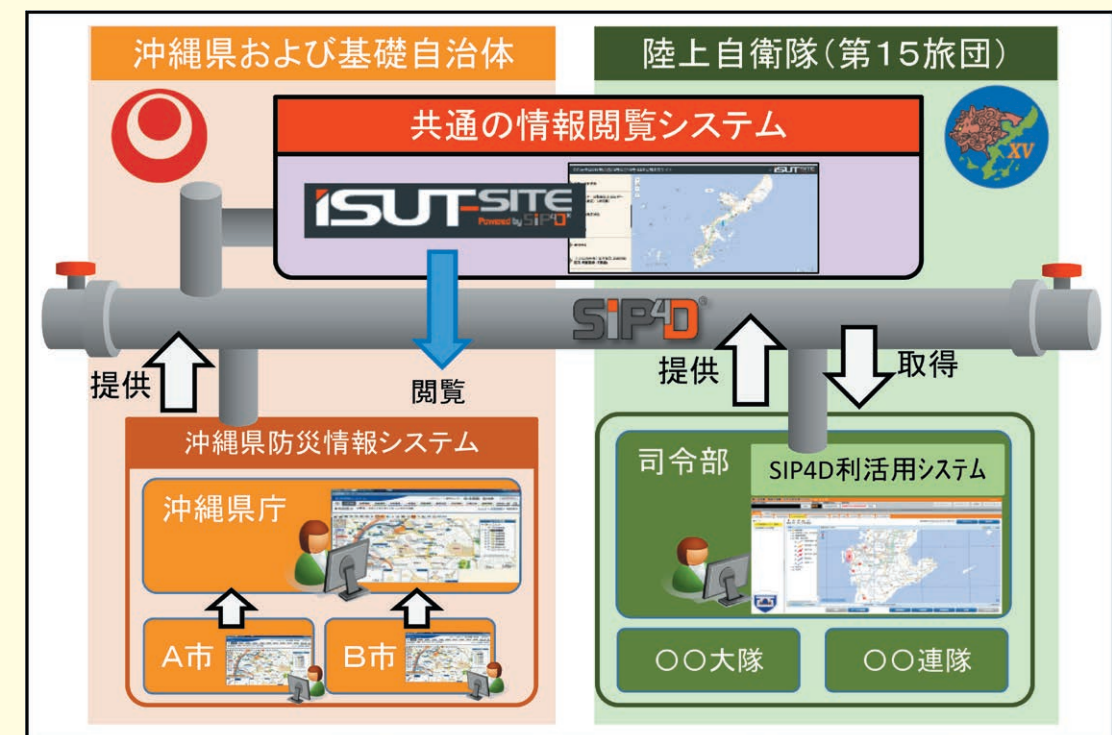 沖縄県および基礎自治体
陸上自衛隊(第15旅団)
共通の情報閲覧システム
XV
iSUT-SITE
Powered by SiP4D
iSUT-SITE
SiP4D®
提供
閲覧
提供
取得
沖縄県防災情報システム
沖縄県庁
A市
B市
司令部
SIP4D利活用システム
〇〇大隊
〇〇連隊